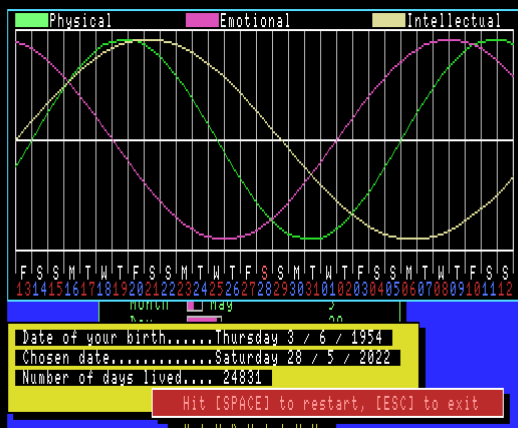 Physical Emotional Intellectual
F S S M T W T F S S M T W T F S S M T W T F S S M T W T F S S
13 14 15 16 17 18 19 20 21 22 23 24 25 26 27 28 29 30 31 01 02 03 04 05 06 07 08 09 10 11 12
Month May 5
Day 28
Date of your birth......Thursday 3 / 6 / 1954
Chosen date.............Saturday 28 / 5 / 2022
Number of days lived.... 24831
Hit [SPACE] to restart, [ESC] to exit